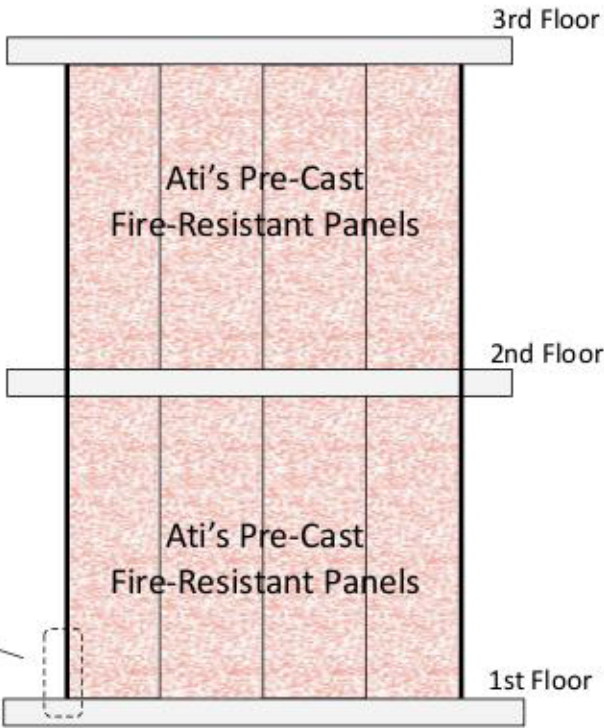 3rd Floor
Ati's Pre-Cast
Fire-Resistant Panels
2nd Floor
Ati's Pre-Cast
Fire-Resistant Panels
1st Floor